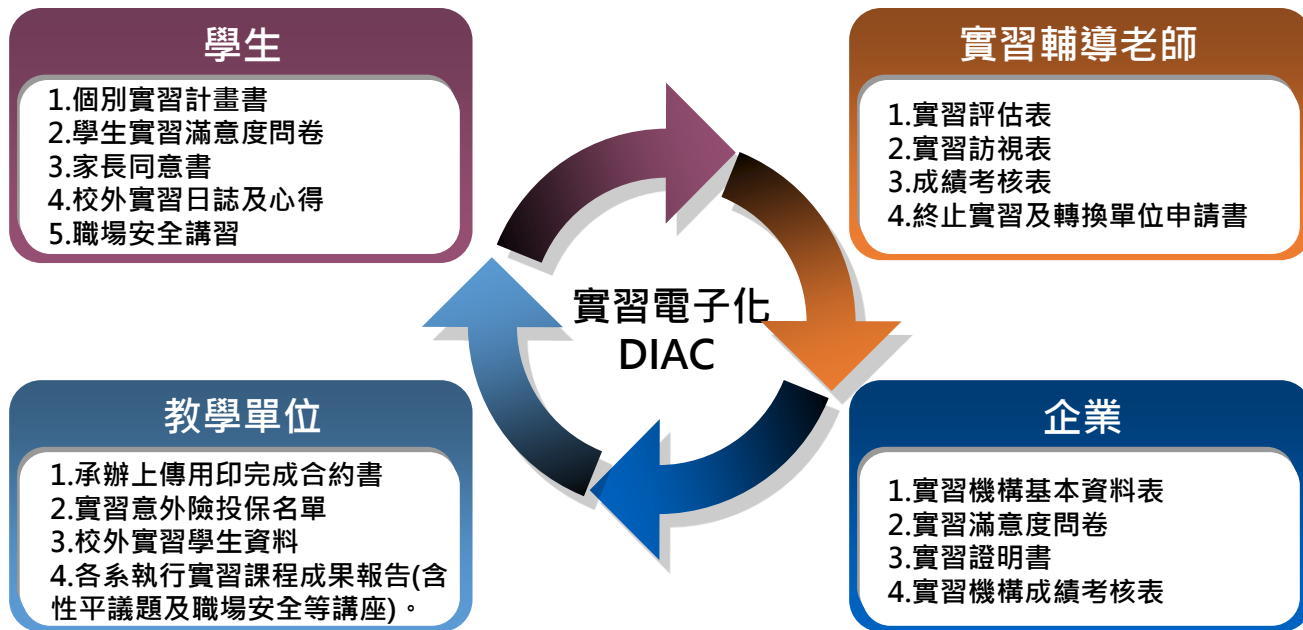 學生
1.個別實習計畫書
2.學生實習滿意度問卷
3.家長同意書
4.校外實習日誌及心得
5.職場安全講習
實習輔導老師
1.實習評估表
2.實習訪視表
3.成績考核表
4.終止實習及轉換單位申請書
實習電子化
DIAC
教學單位
1.承辦上傳用印完成合約書
2.實習意外險投保名單
3.校外實習學生資料
4.各系執行實習課程成果報告(含
性平議題及職場安全等講座)。
企業
1.實習機構基本資料表
2.實習滿意度問卷
3.實習證明書
4.實習機構成績考核表